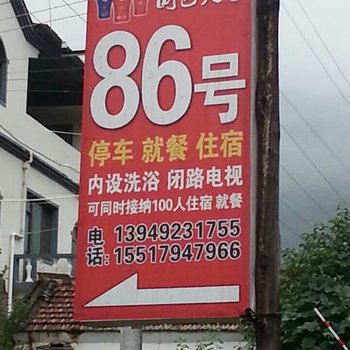 86号
停车 就餐 住宿
内设洗浴 闭路电视
可同时接纳100人住宿 就餐
电 13949231755
话: 15517947966